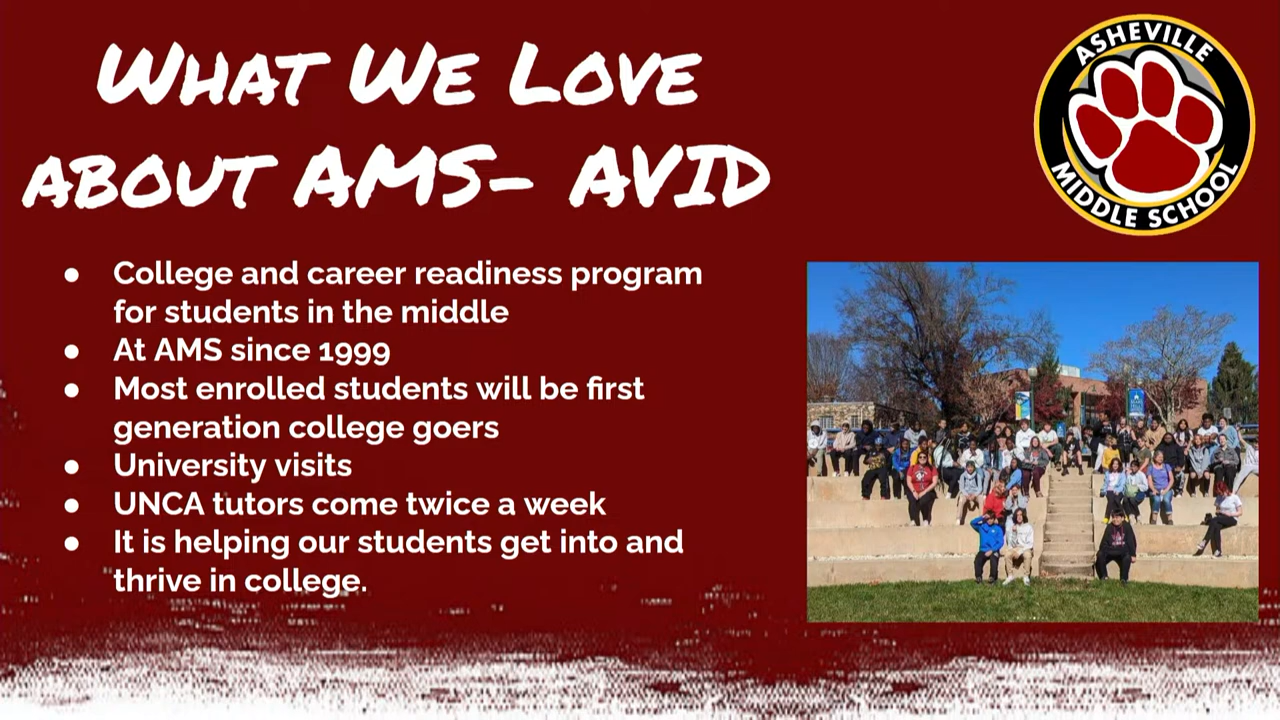 What We Love
about AMS- AVID
ASHEVILLE
MIDDLE SCHOOL
● College and career readiness program
for students in the middle
● At AMS since 1999
● Most enrolled students will be first
generation college goers
● University visits
● UNCA tutors come twice a week
● It is helping our students get into and
thrive in college.